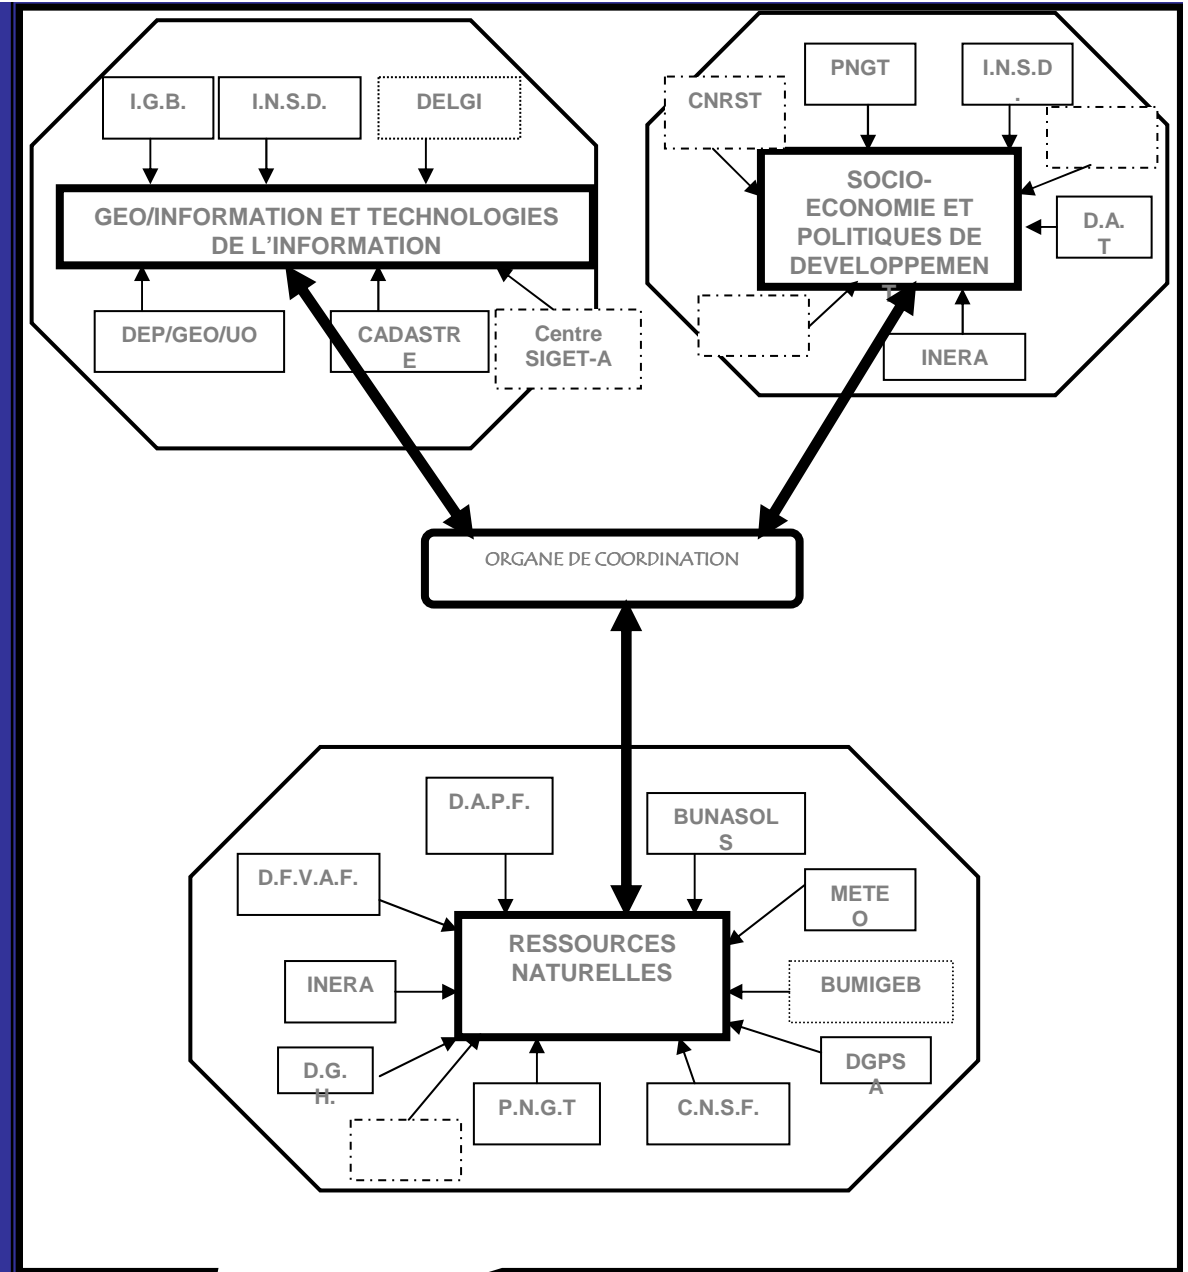 I.G.B.
I.N.S.D.
DELGI
GEO/INFORMATION ET TECHNOLOGIES
DE L'INFORMATION
DEP/GEO/UO
CADASTR
E
Centre
SIGET-A
PNGT
I.N.S.D
.
CNRST
SOCIO-
ECONOMIE ET
POLITIQUES DE
DEVELOPPEMEN
T
D.A.
T
INERA
ORGANE DE COORDINATION
D.A.P.F.
BUNASOL
S
D.F.V.A.F.
METE
O
RESSOURCES
NATURELLES
INERA
BUMIGEB
D.G.
H.
DGPS
A
P.N.G.T
C.N.S.F.